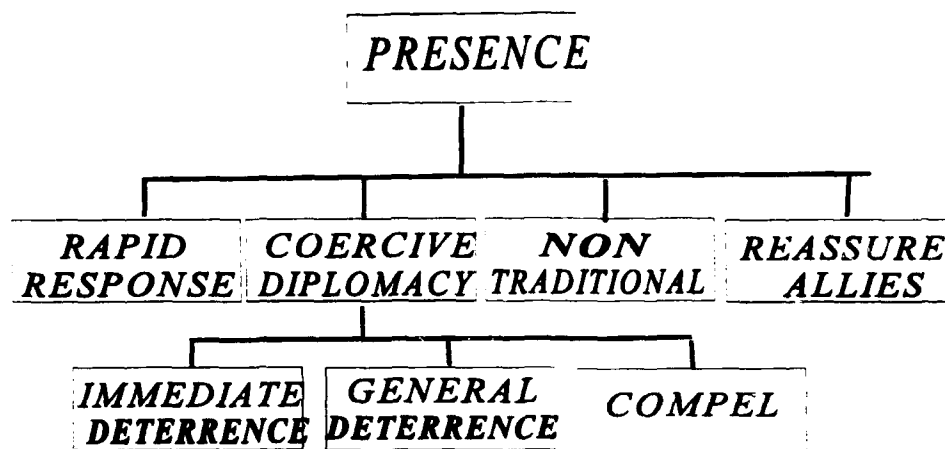 PRESENCE
RAPID
RESPONSE
COERCIVE
DIPLOMACY
NON
TRADITIONAL
REASSURE
ALLIES
IMMEDIATE
DETERRENCE
GENERAL
DETERRENCE
COMPEL